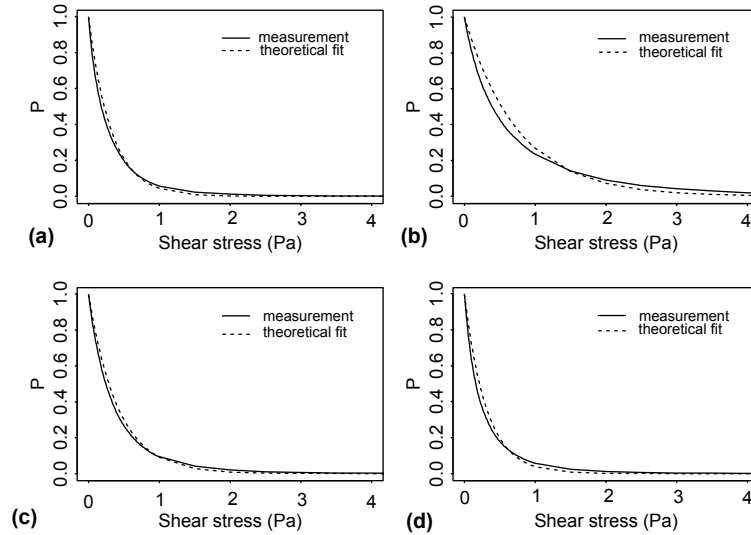 measurement
theoretical fit
P
0.0 0.2 0.4 0.6 0.8 1.0
0 1 2 3 4
Shear stress (Pa)
(a)
measurement
theoretical fit
P
0.0 0.2 0.4 0.6 0.8 1.0
0 1 2 3 4
Shear stress (Pa)
(b)
measurement
theoretical fit
P
0.0 0.2 0.4 0.6 0.8 1.0
0 1 2 3 4
Shear stress (Pa)
(c)
measurement
theoretical fit
P
0.0 0.2 0.4 0.6 0.8 1.0
0 1 2 3 4
Shear stress (Pa)
(d)